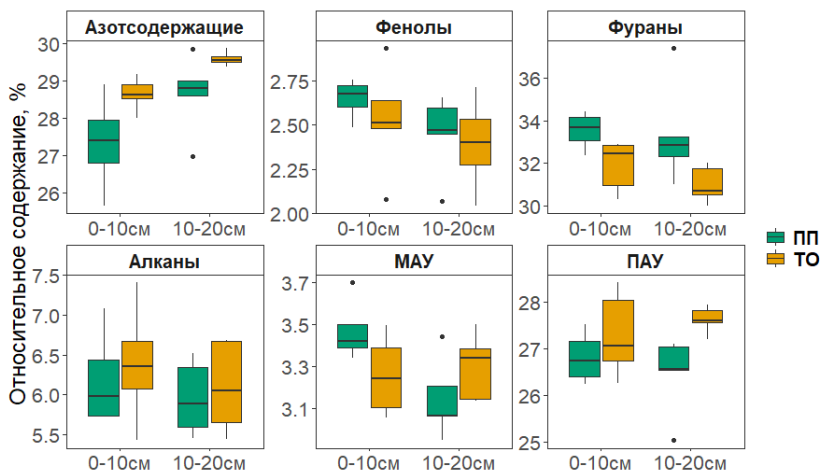 Относительное содержание, %
Азотсодержащие
30
29
28
27
26
0-10см 10-20см
Фенолы
2.75
2.50
2.25
2.00
0-10см 10-20см
Фураны
36
34
32
30
0-10см 10-20см
Алканы
7.5
7.0
6.5
6.0
5.5
0-10см 10-20см
МАУ
3.7
3.5
3.3
3.1
0-10см 10-20см
ПАУ
28
27
26
25
0-10см 10-20см
ПП
ТО